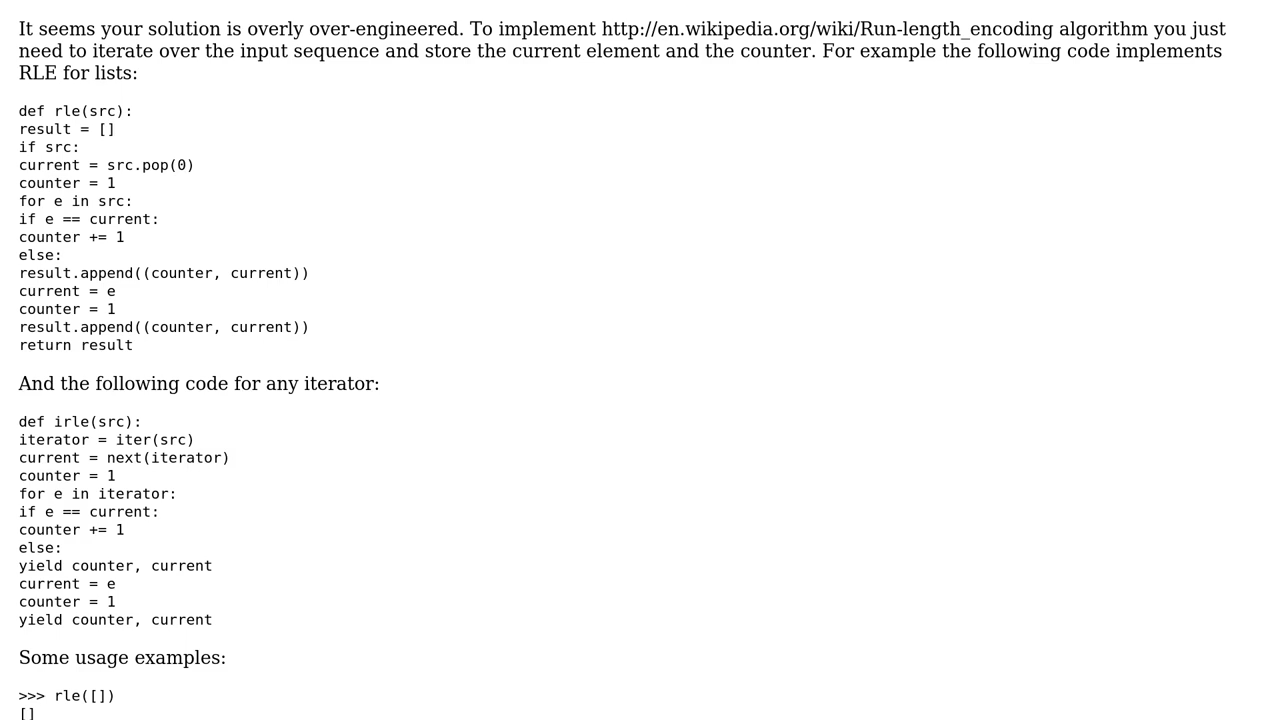 It seems your solution is overly over-engineered. To implement http://en.wikipedia.org/wiki/Run-length_encoding algorithm you just
need to iterate over the input sequence and store the current element and the counter. For example the following code implements
RLE for lists:
def rle(src):
result = []
if src:
current = src.pop(0)
counter = 1
for e in src:
if e == current:
counter += 1
else:
result.append((counter, current))
current = e
counter = 1
result.append((counter, current))
return result
And the following code for any iterator:
def irle(src):
iterator = iter(src)
current = next(iterator)
counter = 1
for e in iterator:
if e == current:
counter += 1
else:
yield counter, current
current = e
counter = 1
yield counter, current
Some usage examples:
>>> rle([])
[]